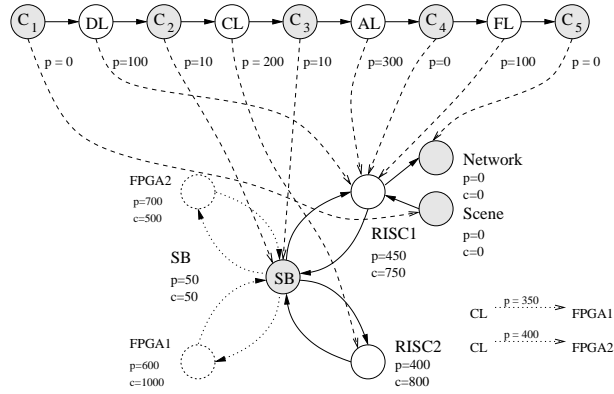 C1 DL C2 CL C3 AL C4 FL C5
p = 0 p=100 p=10 p = 200 p=10 p=300 p=0 p=100 p = 0
Network
p=0
c=0
FPGA2
p=700
c=500
Scene
p=0
c=0
RISC1
p=450
c=750
SB
p=50
c=50
SB
CL p = 350 FPGA1
CL p = 400 FPGA2
FPGA1
p=600
c=1000
RISC2
p=400
c=800